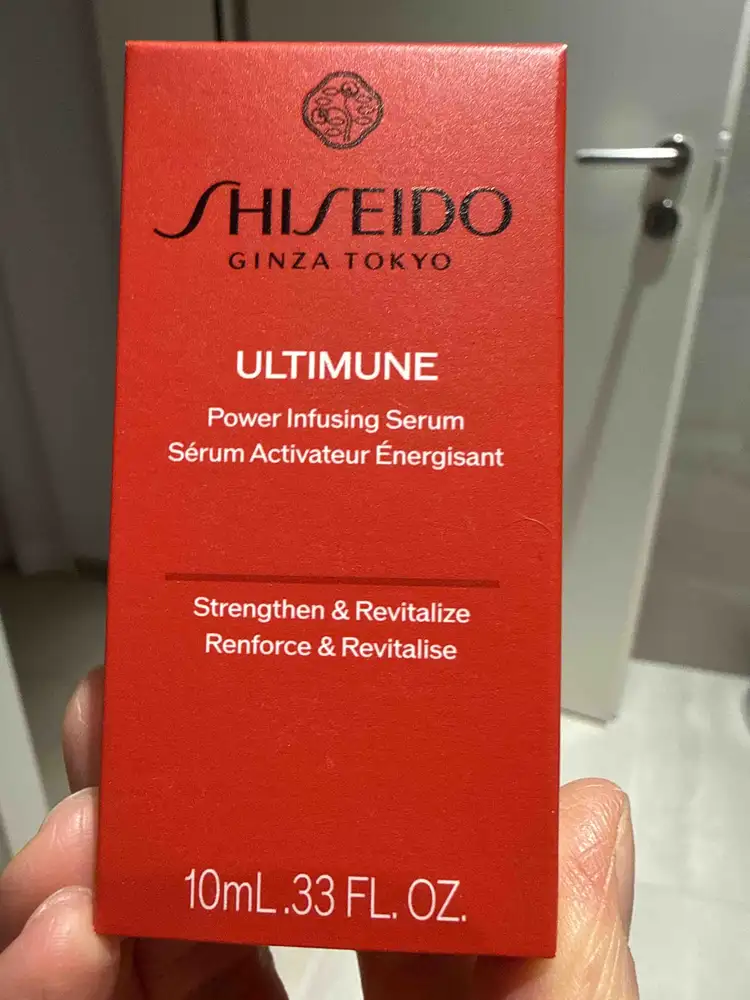 SHISEIDO
GINZA TOKYO
ULTIMUNE
Power Infusing Serum
Sérum Activateur Énergisant
Strengthen & Revitalize
Renforce & Revitalise
10mL .33 FL. OZ.